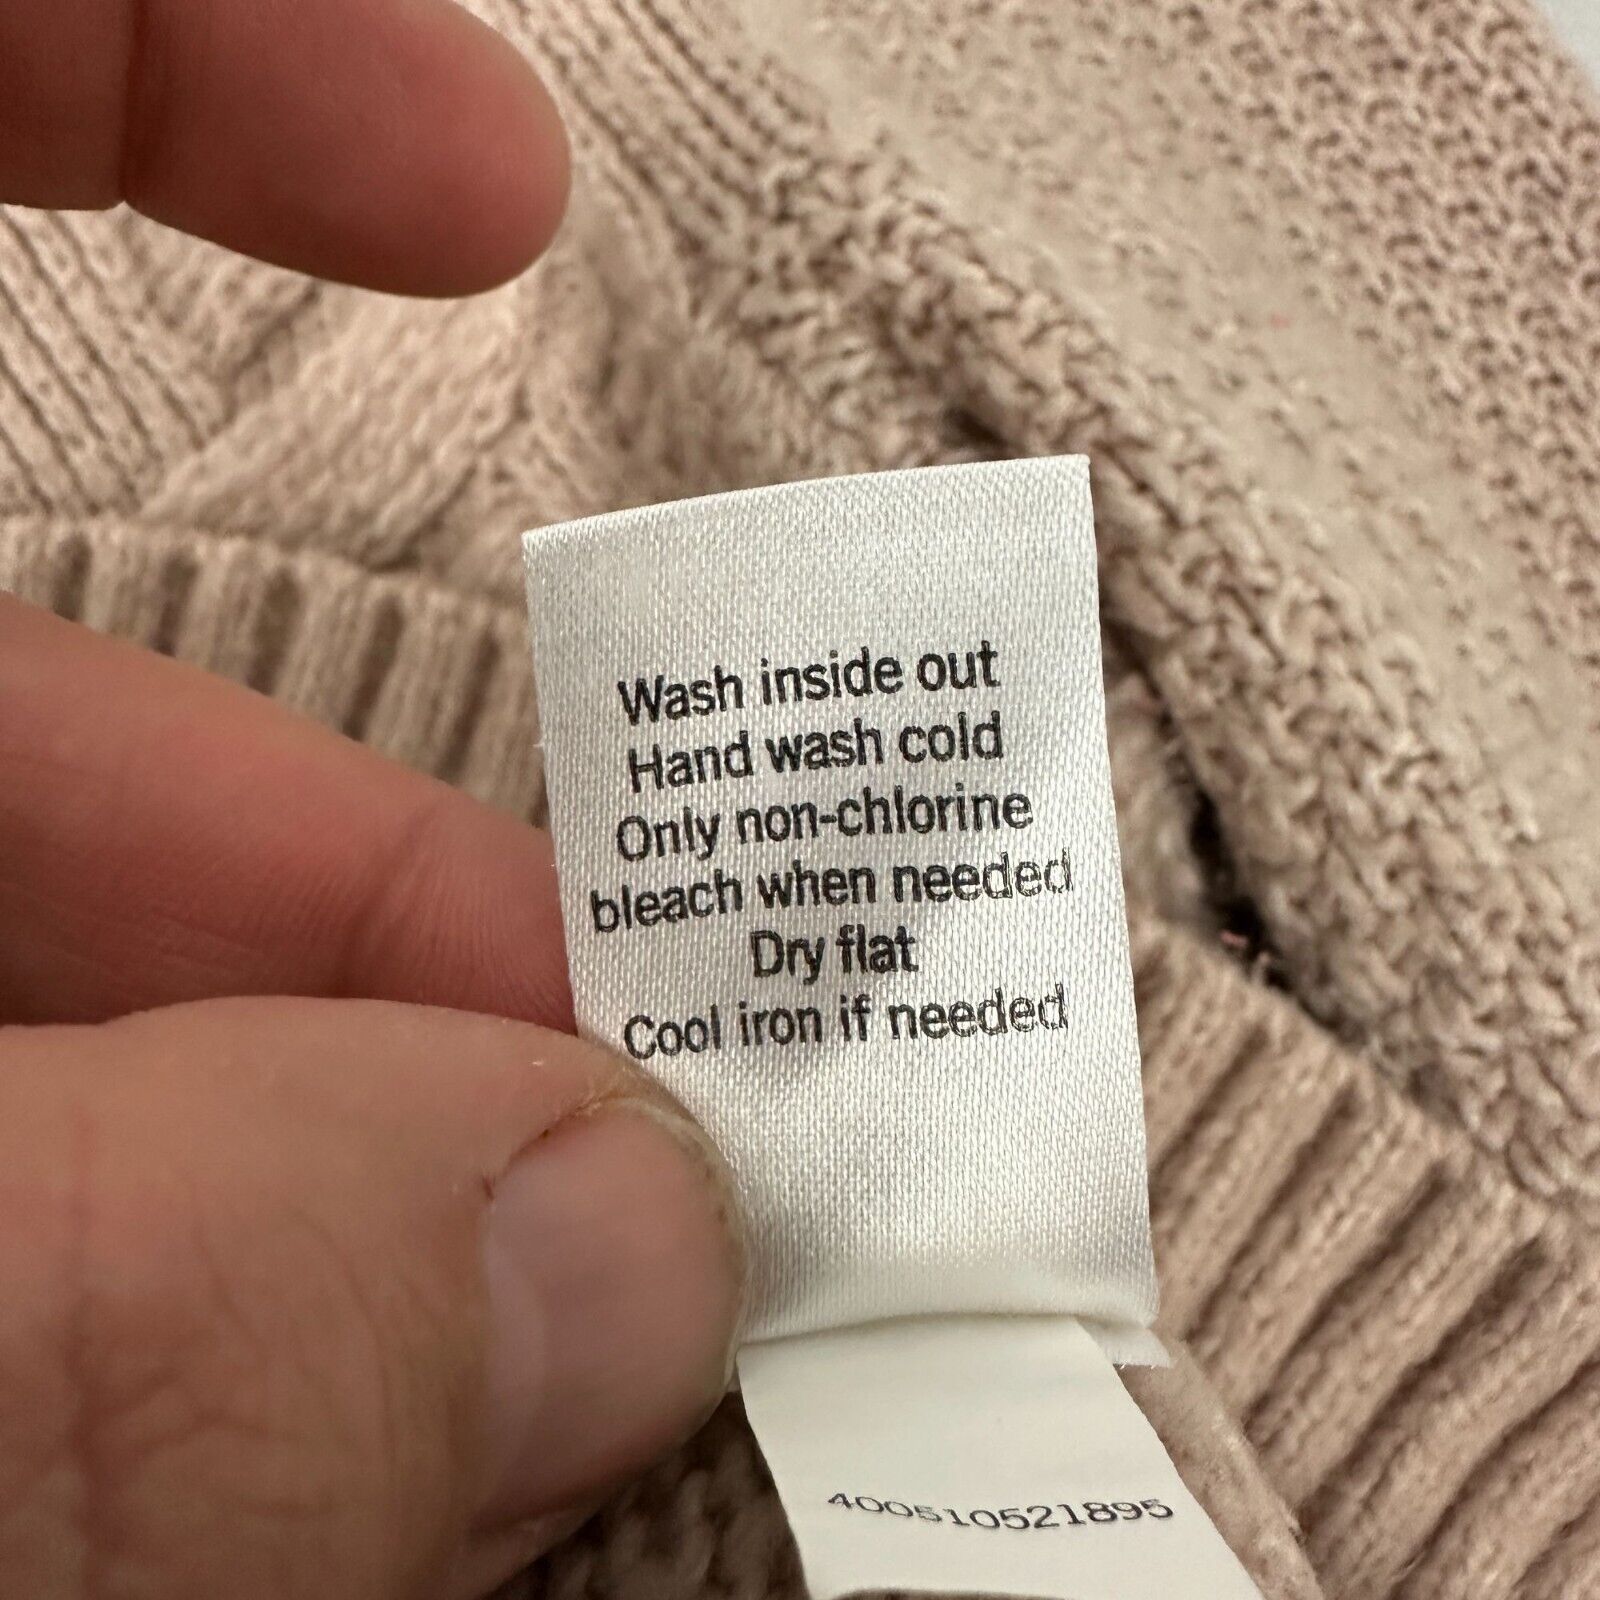 Wash inside out
Hand wash cold
Only non-chlorine
bleach when needed
Dry flat
Cool iron if needed
400510521895